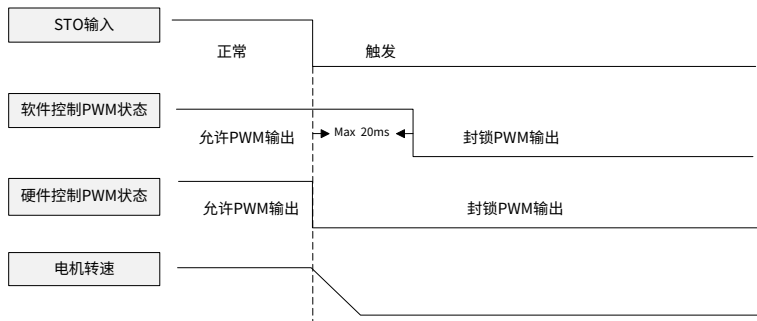 STO输入
正常
触发
软件控制PWM状态
允许PWM输出
Max 20ms
封锁PWM输出
硬件控制PWM状态
允许PWM输出
封锁PWM输出
电机转速